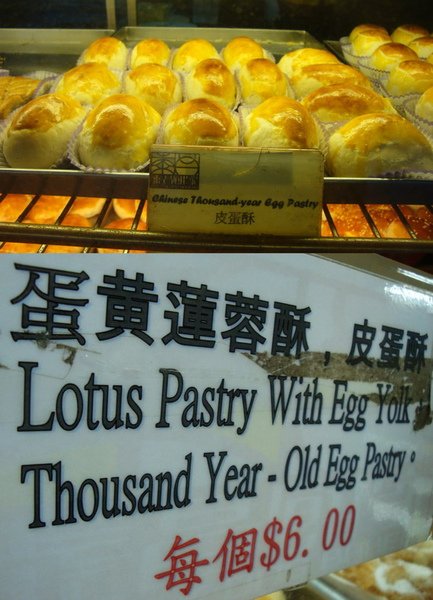 Chinese Thousand-year Egg Pastry
皮蛋酥
蛋黄蓮蓉酥，皮蛋酥
Lotus Pastry With Egg Yolk，
Thousand Year - Old Egg Pastry。
每個$6.00